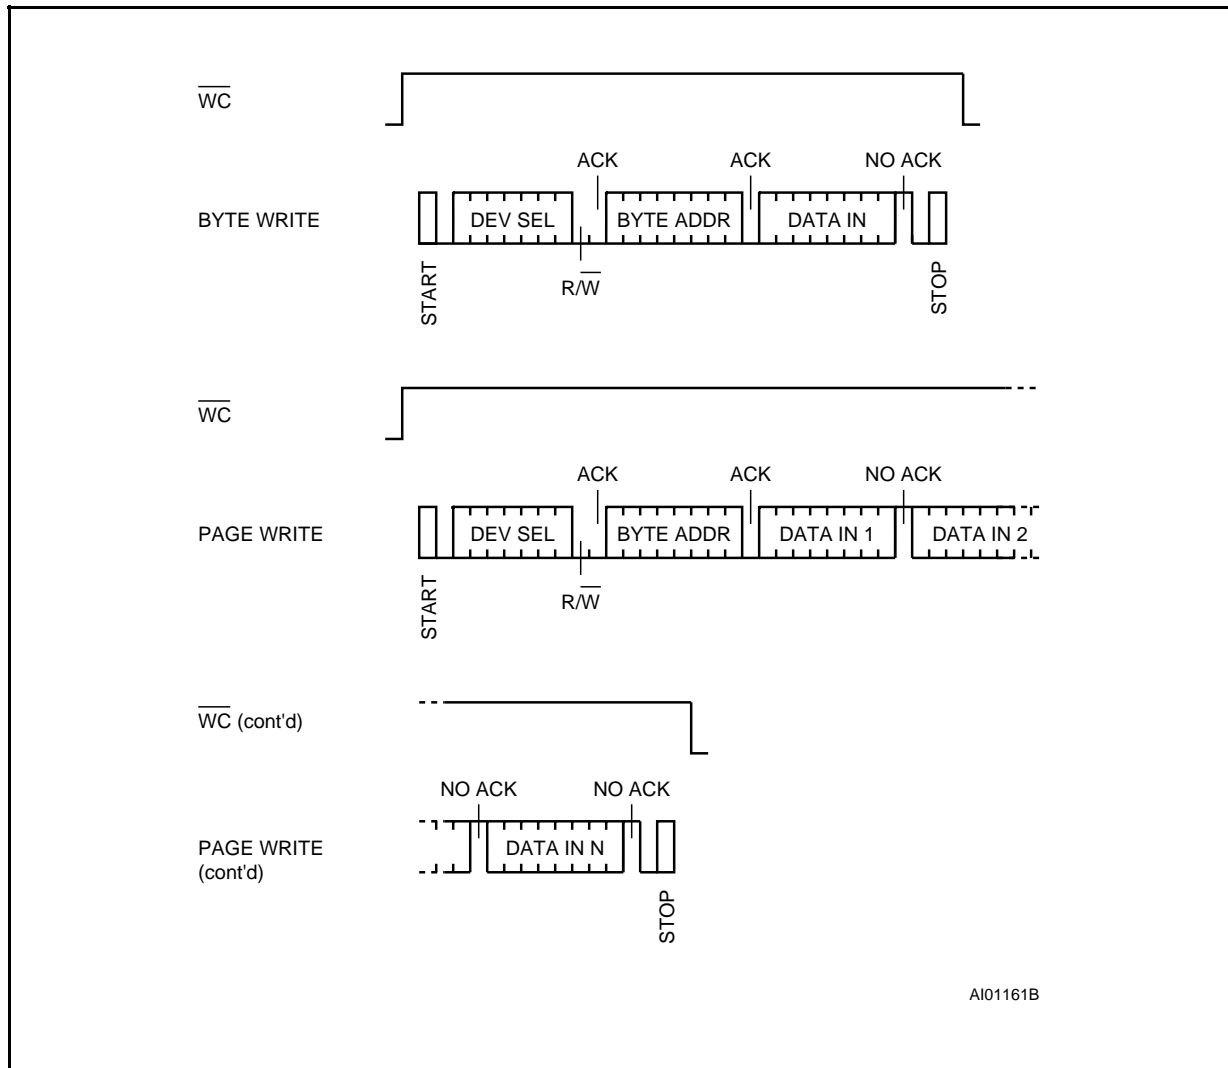 WC
ACK ACK NO ACK
BYTE WRITE DEV SEL BYTE ADDR DATA IN
R/W
START STOP
WC
ACK ACK NO ACK
PAGE WRITE DEV SEL BYTE ADDR DATA IN 1 DATA IN 2
R/W
START
WC (cont'd)
NO ACK NO ACK
PAGE WRITE DATA IN N
(cont'd)
STOP
AI01161B